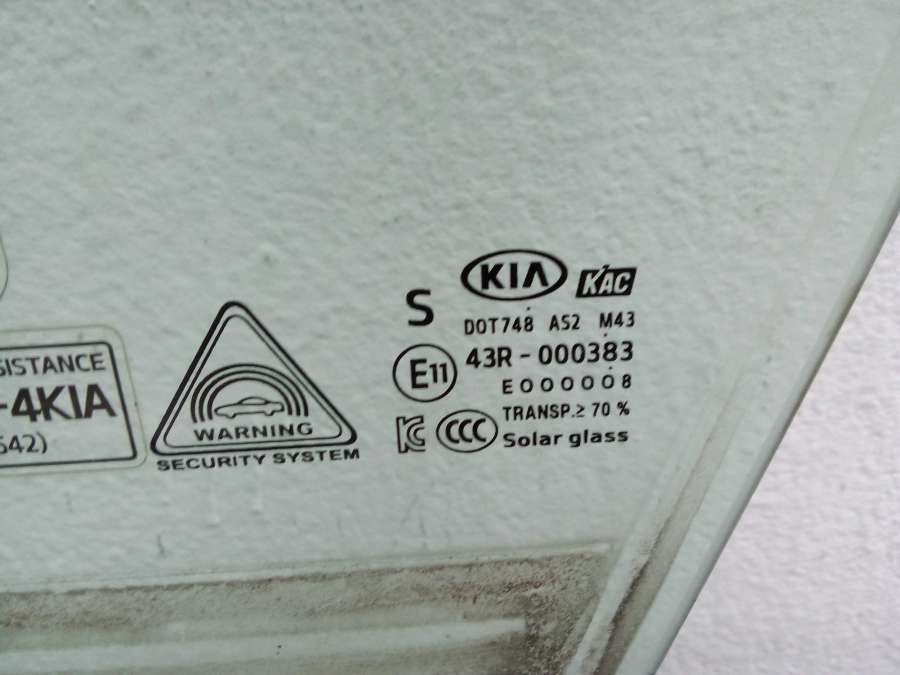 SISTANCE
-4KIA
542)
WARNING
SECURITY SYSTEM
S
KIA KAC
DOT748 AS2 M43
E11 43R - 000383
E000008
TRANSP.≥ 70 %
KC CCC
Solar glass